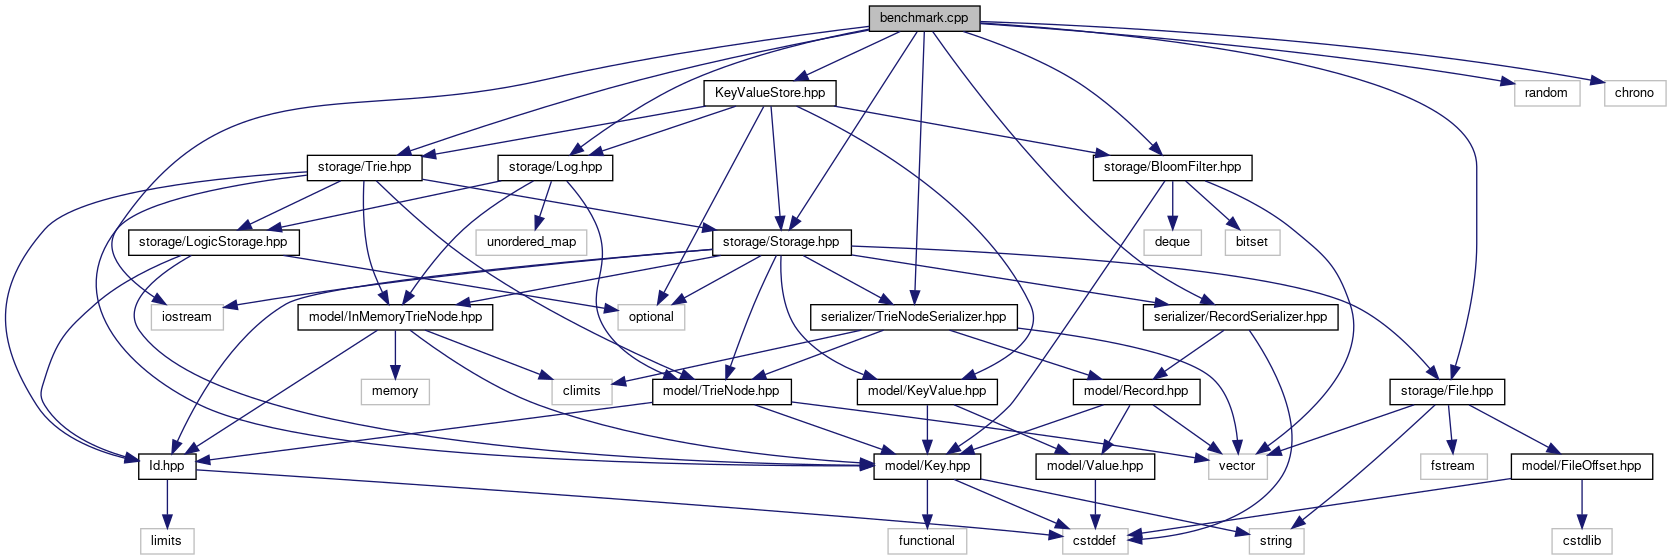 benchmark.cpp
KeyValueStore.hpp
random
chrono
storage/Trie.hpp
storage/Log.hpp
storage/BloomFilter.hpp
storage/LogicStorage.hpp
unordered_map
storage/Storage.hpp
deque
bitset
iostream
model/InMemoryTrieNode.hpp
optional
serializer/TrieNodeSerializer.hpp
serializer/RecordSerializer.hpp
memory
climits
model/TrieNode.hpp
model/KeyValue.hpp
model/Record.hpp
storage/File.hpp
Id.hpp
model/Key.hpp
model/Value.hpp
vector
fstream
model/FileOffset.hpp
limits
functional
cstddef
string
cstdlib